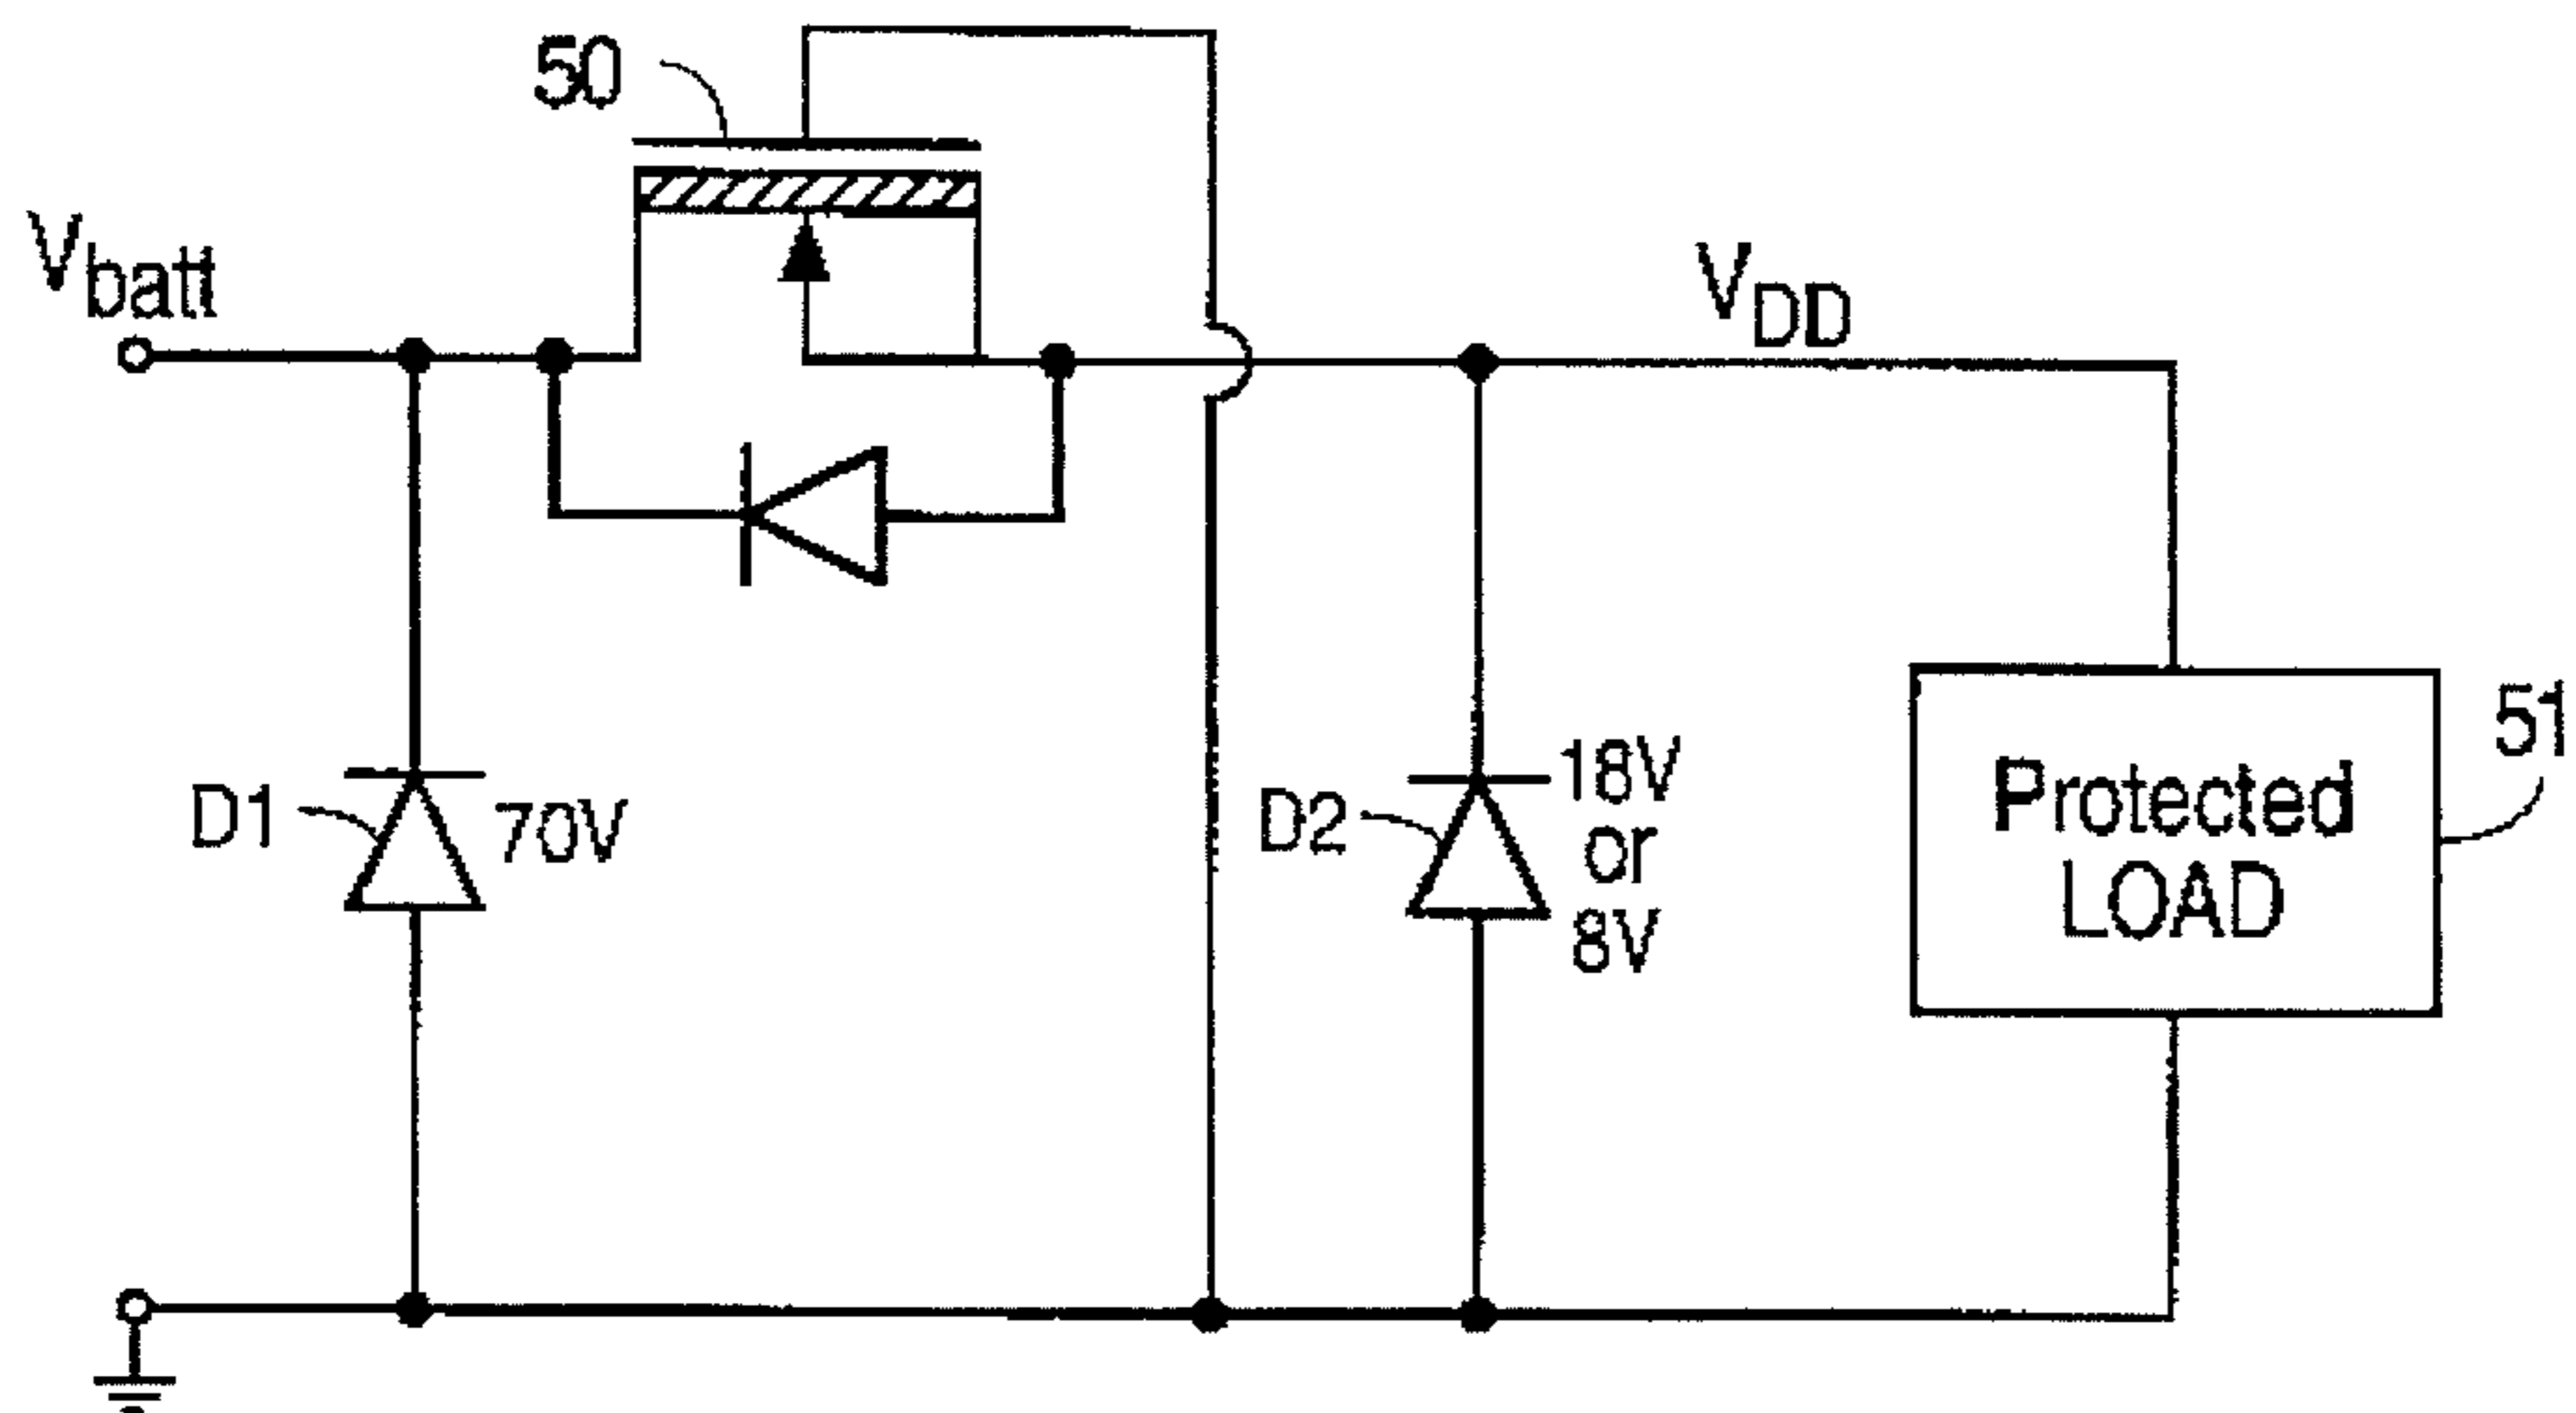 50
Vbatt
VDD
D1
70V
D2
18V
or
8V
Protected
LOAD
51